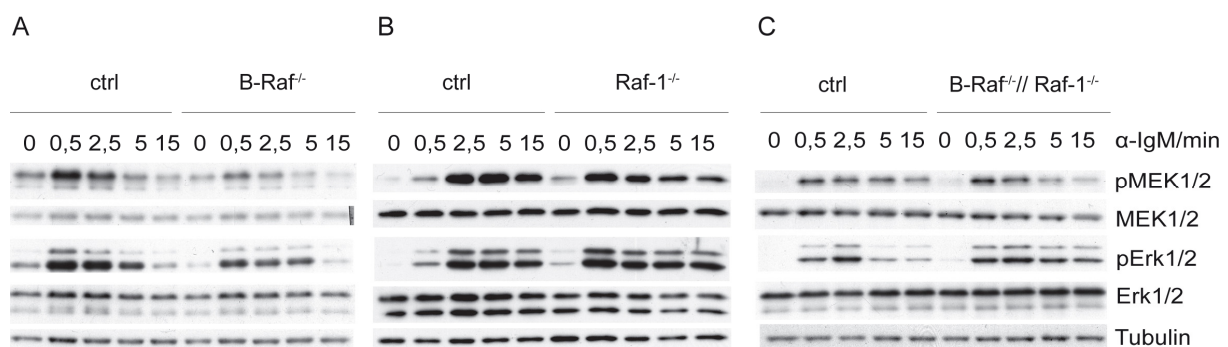 A B C
ctrl B-Raf-/- ctrl Raf-1-/- ctrl B-Raf-/-// Raf-1-/-
0 0,5 2,5 5 15 0 0,5 2,5 5 15 0 0,5 2,5 5 15 0 0,5 2,5 5 15 0 0,5 2,5 5 15 0 0,5 2,5 5 15 α-IgM/min
pMEK1/2
MEK1/2
pErk1/2
Erk1/2
Tubulin